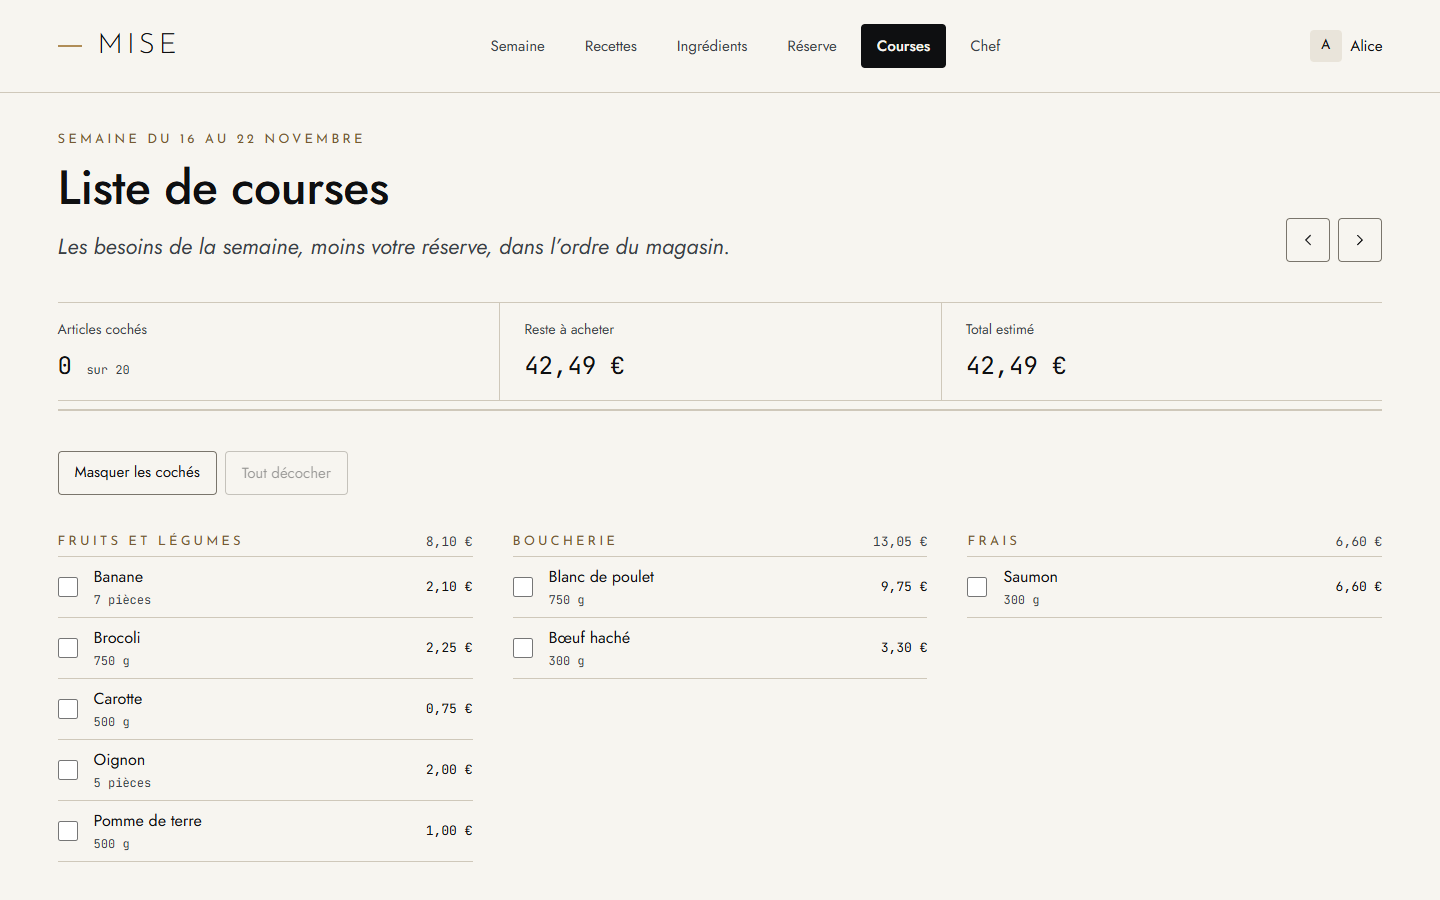 MISE
Semaine
Recettes
Ingrédients
Réserve
Courses
Chef
A
Alice
SEMAINE DU 16 AU 22 NOVEMBRE
Liste de courses
Les besoins de la semaine, moins votre réserve, dans l’ordre du magasin.
Articles cochés
0 sur 20
Reste à acheter
42,49 €
Total estimé
42,49 €
Masquer les cochés
Tout décocher
FRUITS ET LÉGUMES 8,10 €
Banane
7 pièces
2,10 €
Brocoli
750 g
2,25 €
Carotte
500 g
0,75 €
Oignon
5 pièces
2,00 €
Pomme de terre
500 g
1,00 €
BOUCHERIE 13,05 €
Blanc de poulet
750 g
9,75 €
Bœuf haché
300 g
3,30 €
FRAIS 6,60 €
Saumon
300 g
6,60 €